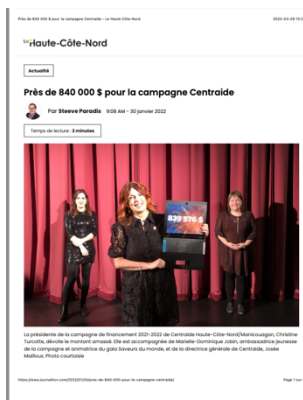 Près de 840 000 $ pour la campagne Centraide - La Haute-Côte-Nord
Haute-Côte-Nord
Actualité
Près de 840 000 $ pour la campagne Centraide
Par Steeve Paradis 9:08 AM - 30 janvier 2022
Temps de lecture : 2 minutes
839 576 $
La présidente de la campagne de financement 2021-2022 de Centraide Haute-Côte-Nord/Manicouagan, Christine
Turcotte, dévoile le montant amassé. Elle est accompagnée de Marielle-Dominique Jobin, ambassadrice jeunesse
de la campagne et animatrice du gala Saveurs du monde, et de la directrice générale de Centraide, Josée
Mailloux. Photo courtoisie
Page 1 sur